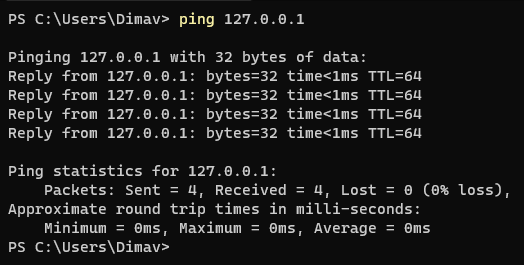 PS C:\Users\Dimav> ping 127.0.0.1
Pinging 127.0.0.1 with 32 bytes of data:
Reply from 127.0.0.1: bytes=32 time<1ms TTL=64
Reply from 127.0.0.1: bytes=32 time<1ms TTL=64
Reply from 127.0.0.1: bytes=32 time<1ms TTL=64
Reply from 127.0.0.1: bytes=32 time<1ms TTL=64
Ping statistics for 127.0.0.1:
    Packets: Sent = 4, Received = 4, Lost = 0 (0% loss),
Approximate round trip times in milli-seconds:
    Minimum = 0ms, Maximum = 0ms, Average = 0ms
PS C:\Users\Dimav>